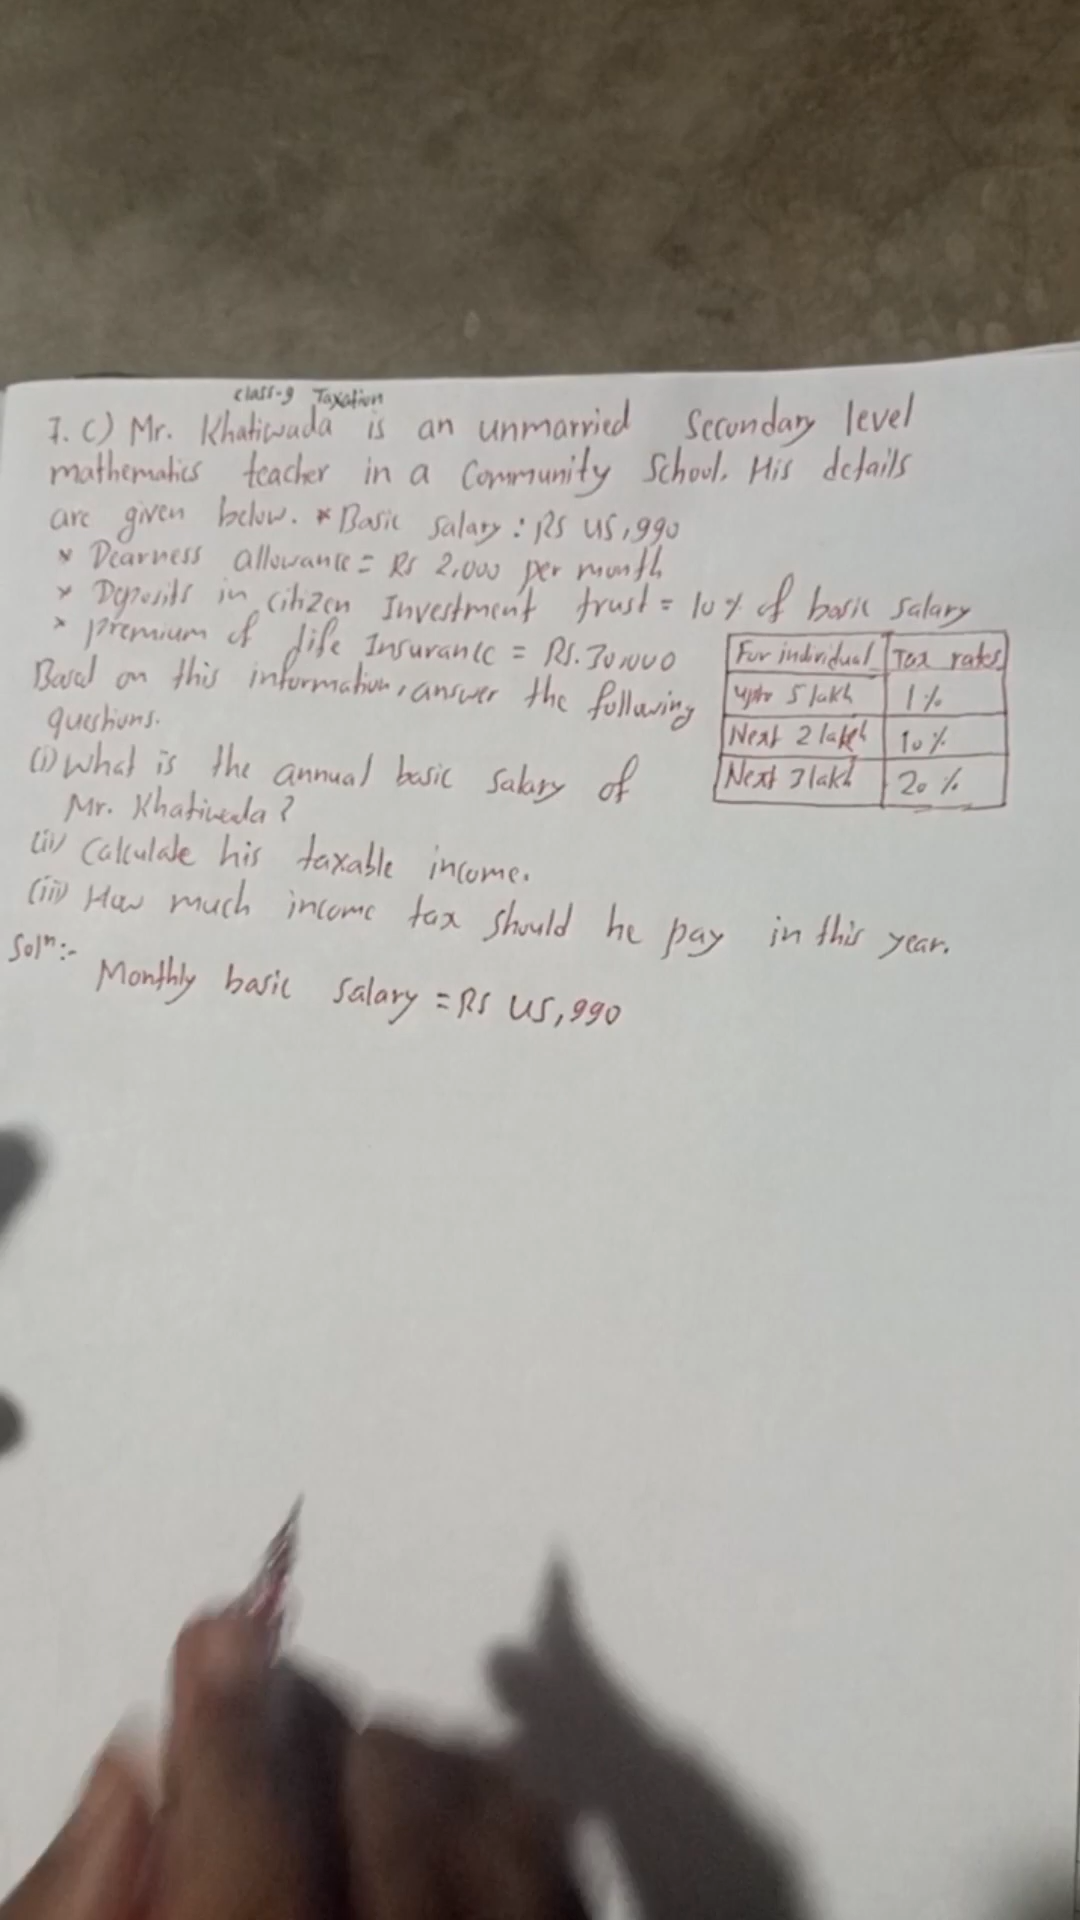 class-9 Taxation
7. C) Mr. Khatiwada is an unmarried Secondary level
mathematics teacher in a Community School. His details
are given below. * Basic salary : Rs 45,990
* Dearness allowance = Rs 2,000 per month
* Deposits in Citizen Investment trust = 10% of basic salary
* premium of life Insurance = Rs. 30,000
Based on this information, answer the following
questions.
For individual Tax rates
upto 5 lakh 1%
Next 2 lakh 10%
Next 3 lakh 20%
(i) What is the annual basic salary of
Mr. Khatiwada?
(ii) Calculate his taxable income.
(iii) How much income tax should he pay in this year.
Solⁿ:-
Monthly basic salary = Rs 45,990